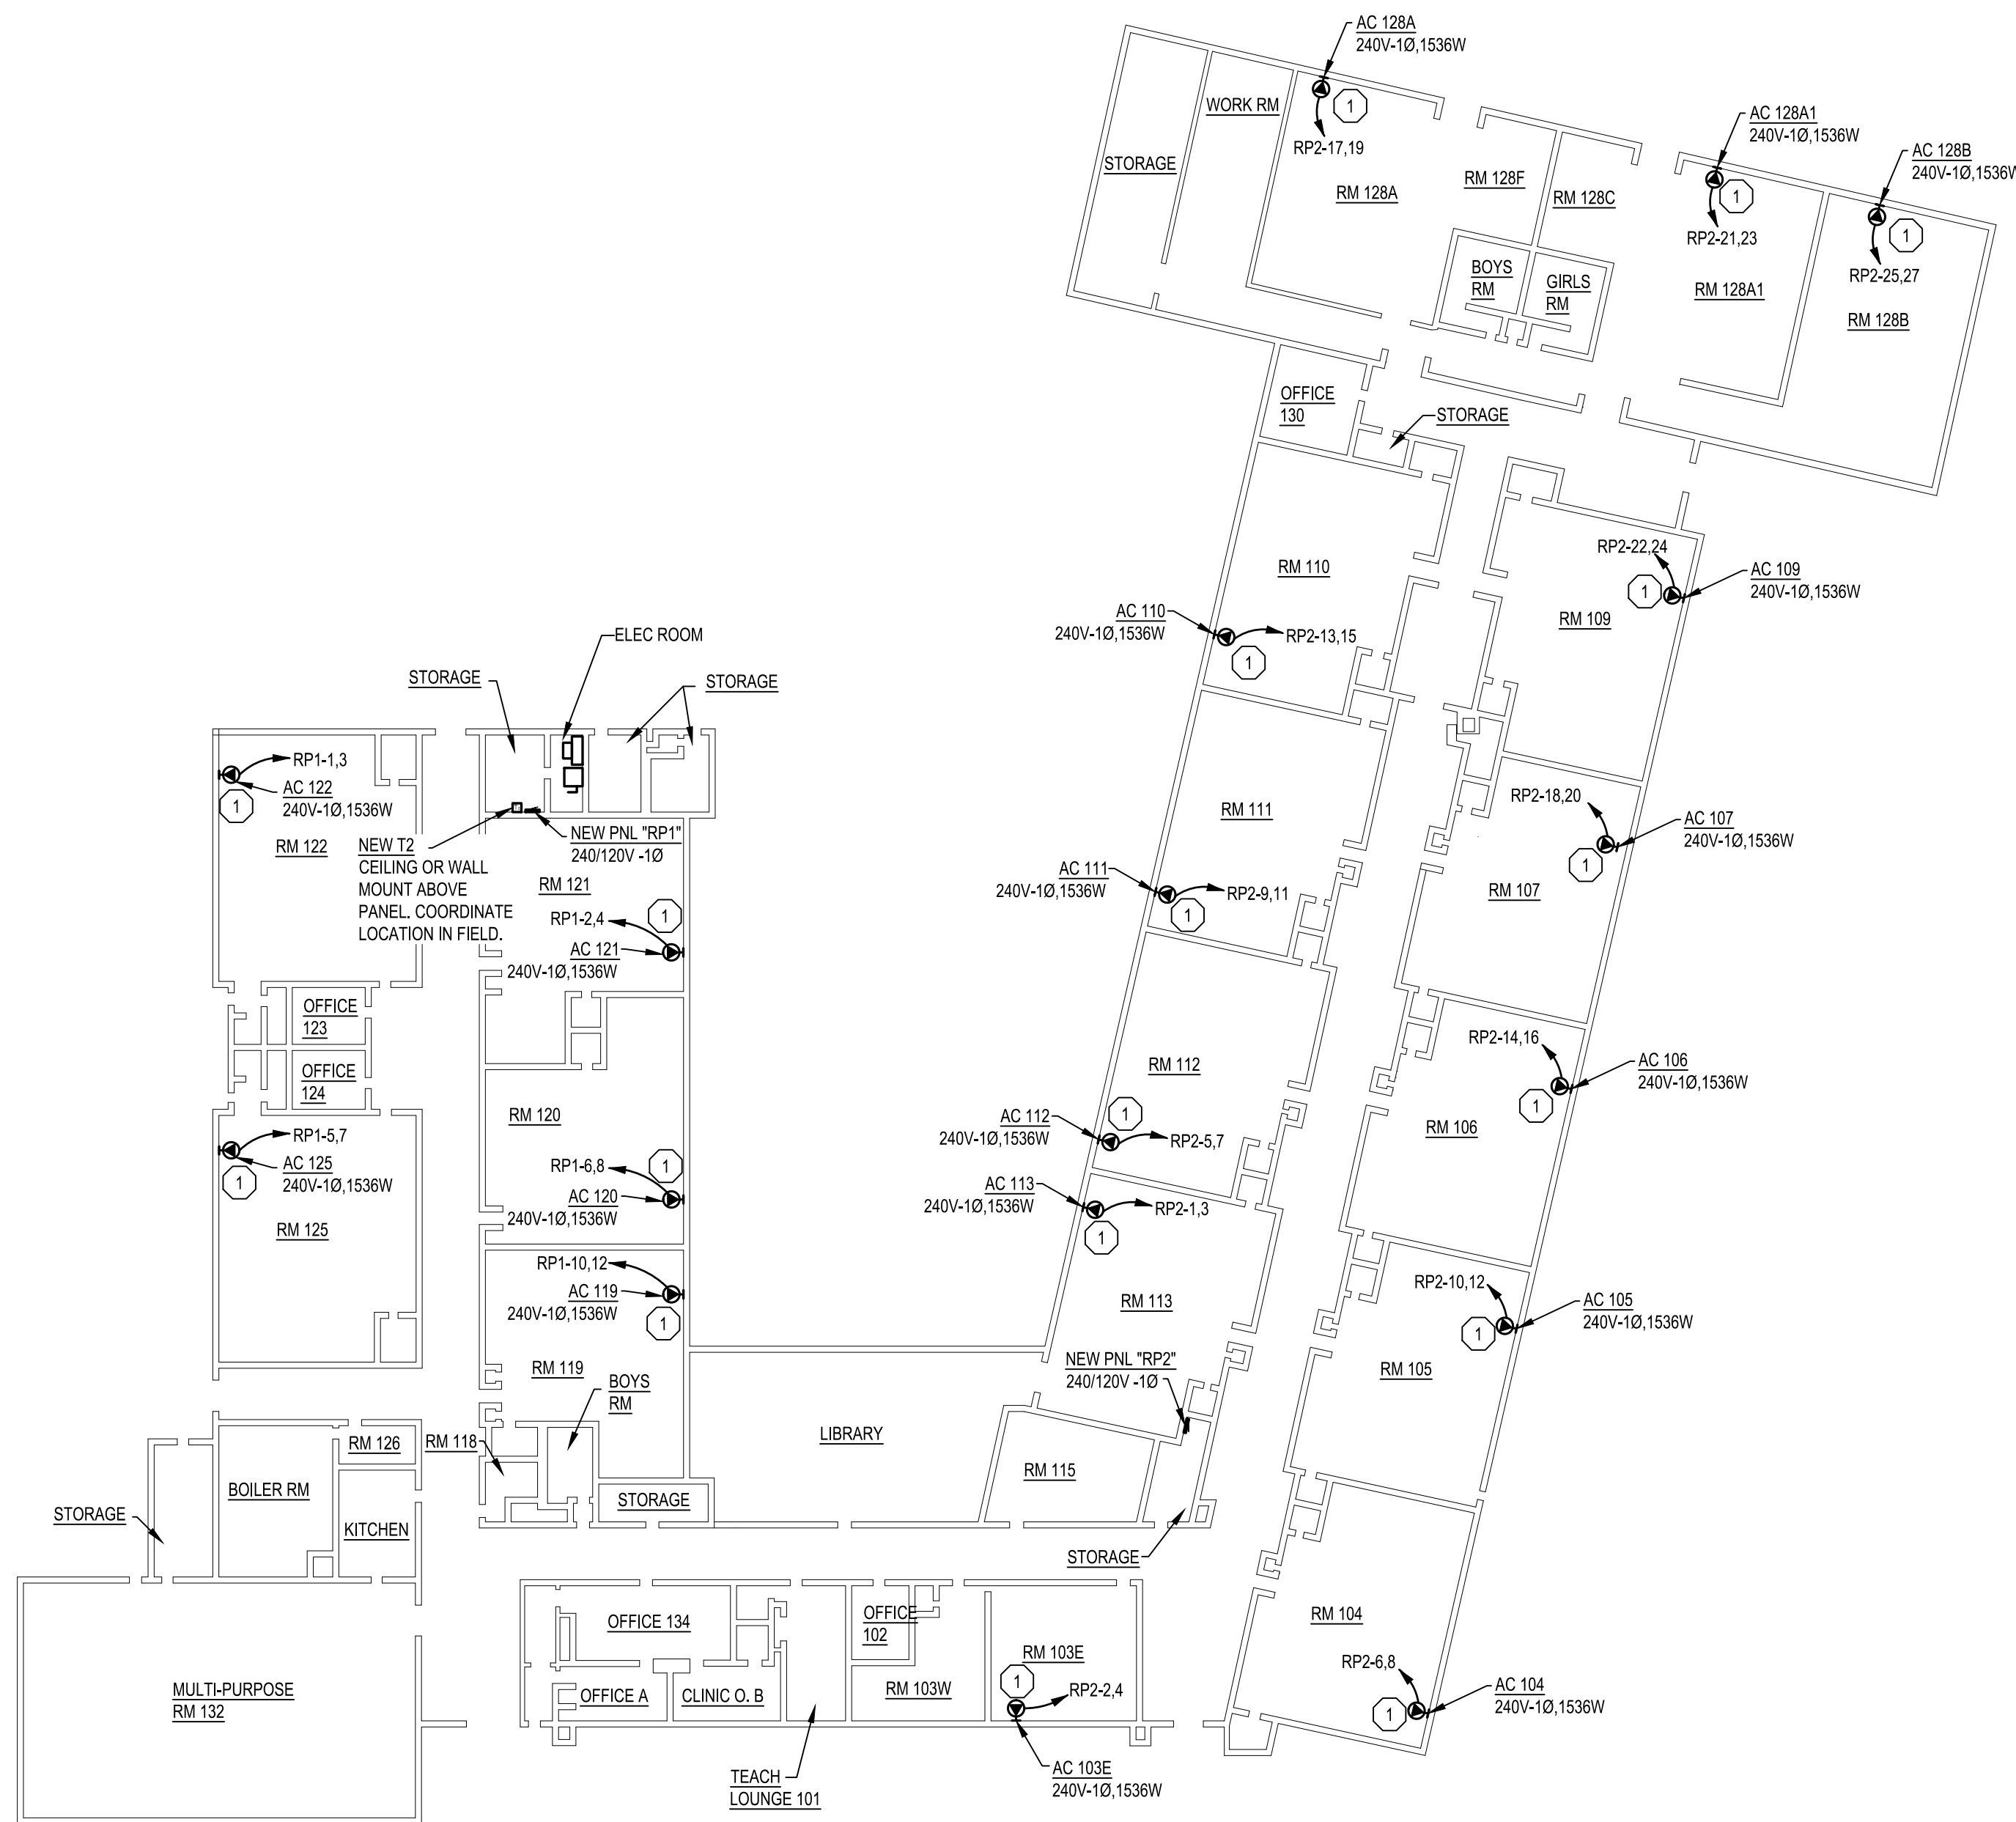 AC 128A
240V-1Ø,1536W
1
RP2-17,19
WORK RM
STORAGE
RM 128A
RM 128F
RM 128C
AC 128A1
240V-1Ø,1536W
1
RP2-21,23
AC 128B
240V-1Ø,1536W
1
RP2-25,27
BOYS
RM
GIRLS
RM
RM 128A1
RM 128B
OFFICE
130
STORAGE
RM 110
RP2-22,24
1
AC 109
240V-1Ø,1536W
RM 109
AC 110
240V-1Ø,1536W
RP2-13,15
1
ELEC ROOM
STORAGE
STORAGE
RP1-1,3
AC 122
240V-1Ø,1536W
1
RM 122
NEW T2
CEILING OR WALL
MOUNT ABOVE
PANEL. COORDINATE
LOCATION IN FIELD.
NEW PNL "RP1"
240/120V -1Ø
RM 121
1
RP1-2,4
AC 121
240V-1Ø,1536W
RM 111
RP2-18,20
AC 107
240V-1Ø,1536W
1
RM 107
AC 111
240V-1Ø,1536W
RP2-9,11
1
OFFICE
123
OFFICE
124
RM 112
RP2-14,16
AC 106
240V-1Ø,1536W
1
RM 106
RM 120
RP1-5,7
AC 125
240V-1Ø,1536W
1
RM 125
1
RP1-6,8
AC 120
240V-1Ø,1536W
AC 112
240V-1Ø,1536W
1
RP2-5,7
AC 113
240V-1Ø,1536W
RP2-1,3
1
RP1-10,12
AC 119
240V-1Ø,1536W
1
RM 119
BOYS
RM
RM 113
RP2-10,12
AC 105
240V-1Ø,1536W
1
RM 105
NEW PNL "RP2"
240/120V -1Ø
RM 118
RM 126
LIBRARY
RM 115
BOILER RM
STORAGE
STORAGE
KITCHEN
STORAGE
OFFICE 134
OFFICE
102
RM 104
RM 103E
1
RP2-2,4
RP2-6,8
AC 104
240V-1Ø,1536W
1
MULTI-PURPOSE
RM 132
OFFICE A
CLINIC O. B
RM 103W
TEACH
LOUNGE 101
AC 103E
240V-1Ø,1536W